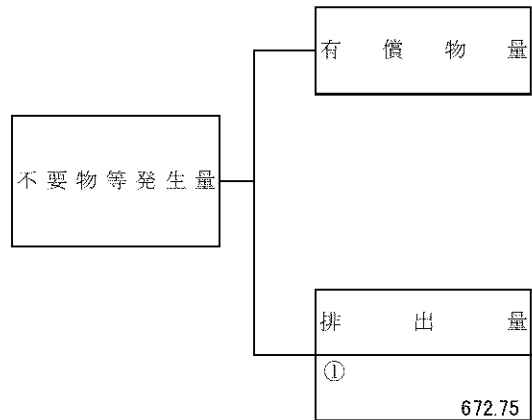 有償物量
不要物等発生量
排出量
①
672.75